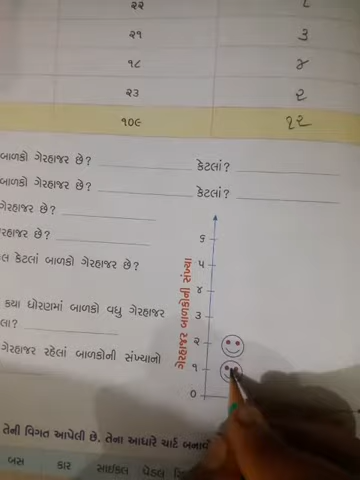 ૨૨
૨૧ ૩
૧૮ ૪
૨૩ ૨
૧૦૯ ૧૨
બાળકો ગેરહાજર છે? કેટલાં?
બાળકો ગેરહાજર છે? કેટલાં?
ગેરહાજર છે?
રહાજર છે?
લ કેટલાં બાળકો ગેરહાજર છે?
કયા ધોરણમાં બાળકો વધુ ગેરહાજર
લા?
ગેરહાજર રહેલાં બાળકોની સંખ્યાનો
ગેરહાજર બાળકોની સંખ્યા
૬
૫
૪
૩
૨
૧
૦
તેની વિગત આપેલી છે. તેના આધારે ચાર્ટ બનાવો
બસ કાર સાઇકલ પેડલ